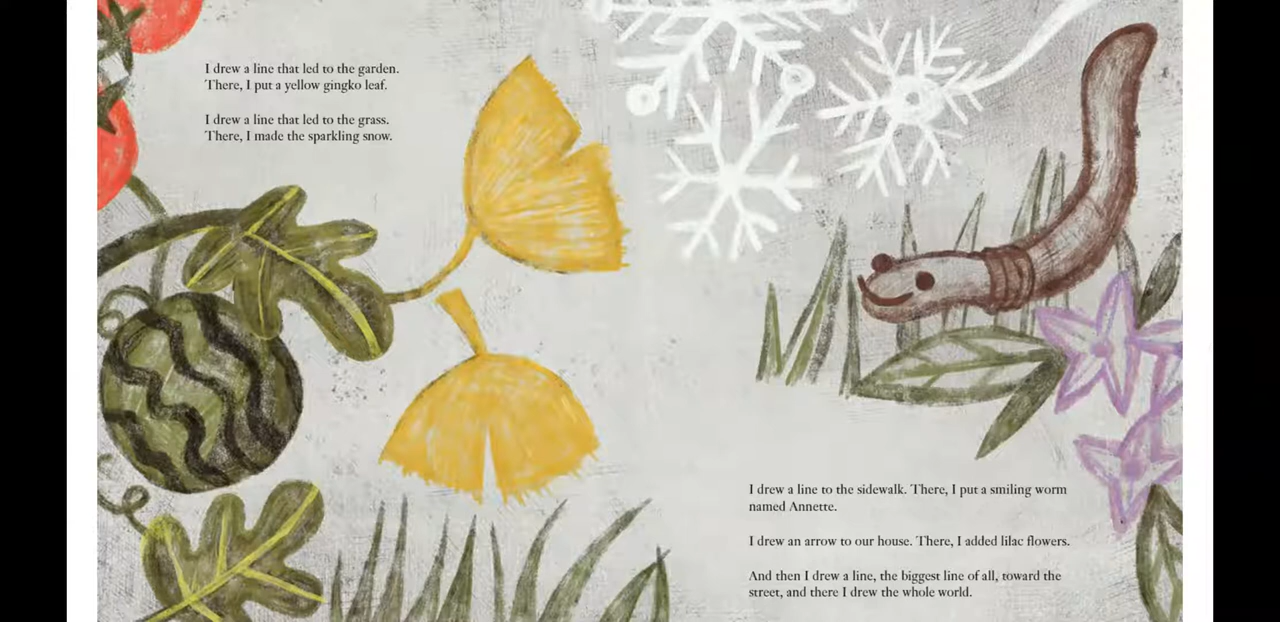 I drew a line that led to the garden.
There, I put a yellow gingko leaf.
I drew a line that led to the grass.
There, I made the sparkling snow.
I drew a line to the sidewalk. There, I put a smiling worm
named Annette.
I drew an arrow to our house. There, I added lilac flowers.
And then I drew a line, the biggest line of all, toward the
street, and there I drew the whole world.